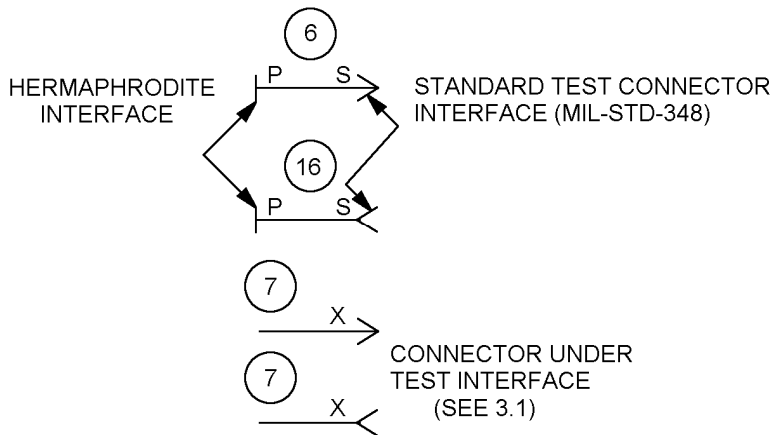 6
HERMAPHRODITE
INTERFACE
P S
STANDARD TEST CONNECTOR
INTERFACE (MIL-STD-348)
16
P S
7
X
CONNECTOR UNDER
TEST INTERFACE
(SEE 3.1)
7
X